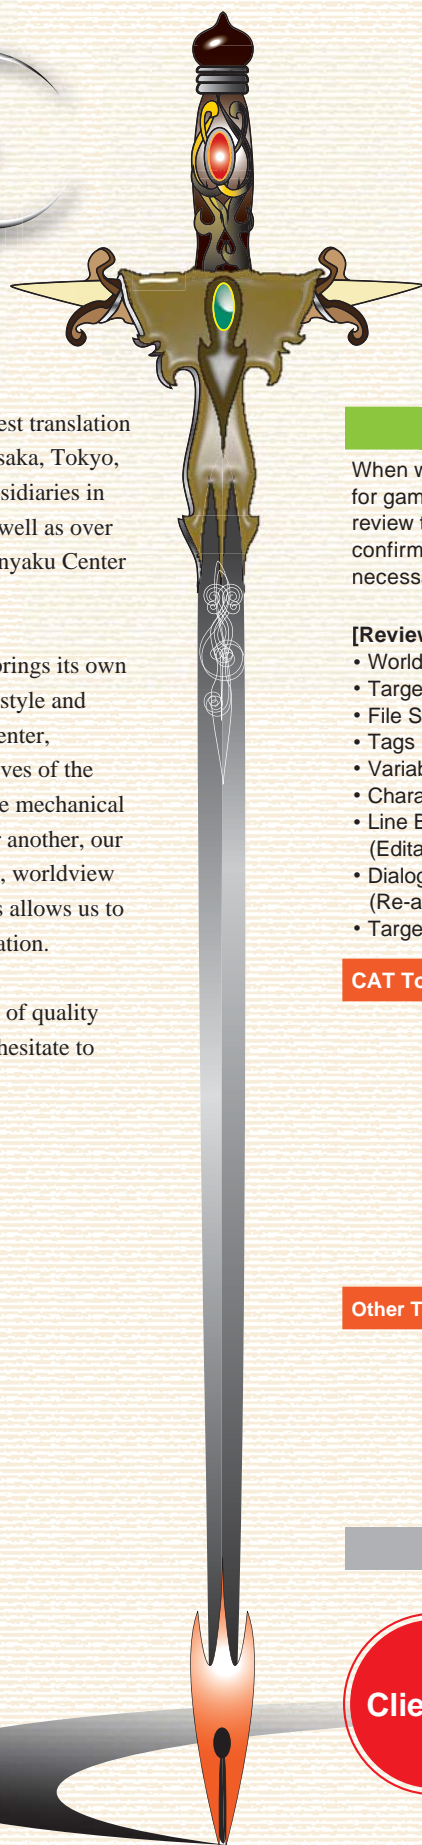 est translation
saka, Tokyo,
sidiaries in
well as over
nyaku Center
brings its own
style and
enter,
ves of the
e mechanical
r another, our
, worldview
s allows us to
ation.
of quality
hesitate to
When w
for gam
review t
confirm
necessa
[Review
• World
• Targe
• File S
• Tags
• Variab
• Chara
• Line B
(Edita
• Dialog
(Re-a
• Targe
CAT To
Other T
Clie